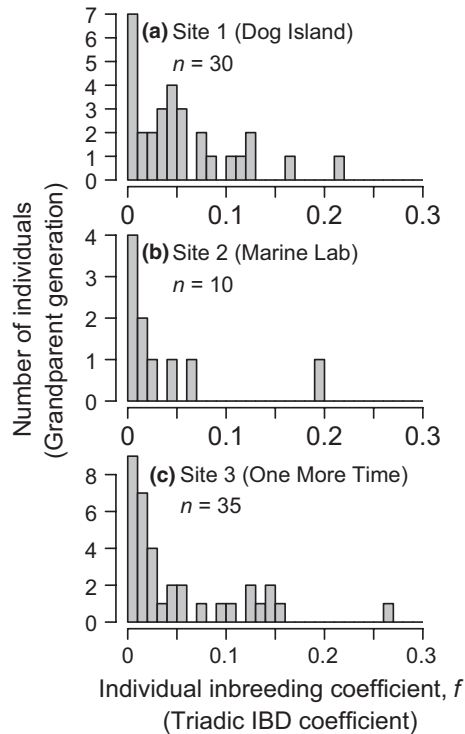 Number of individuals
(Grandparent generation)
(a) Site 1 (Dog Island)
n = 30
7
6
5
4
3
2
1
0
0 0.1 0.2 0.3
(b) Site 2 (Marine Lab)
n = 10
4
3
2
1
0
0 0.1 0.2 0.3
(c) Site 3 (One More Time)
n = 35
8
6
4
2
0
0 0.1 0.2 0.3
Individual inbreeding coefficient, f
(Triadic IBD coefficient)